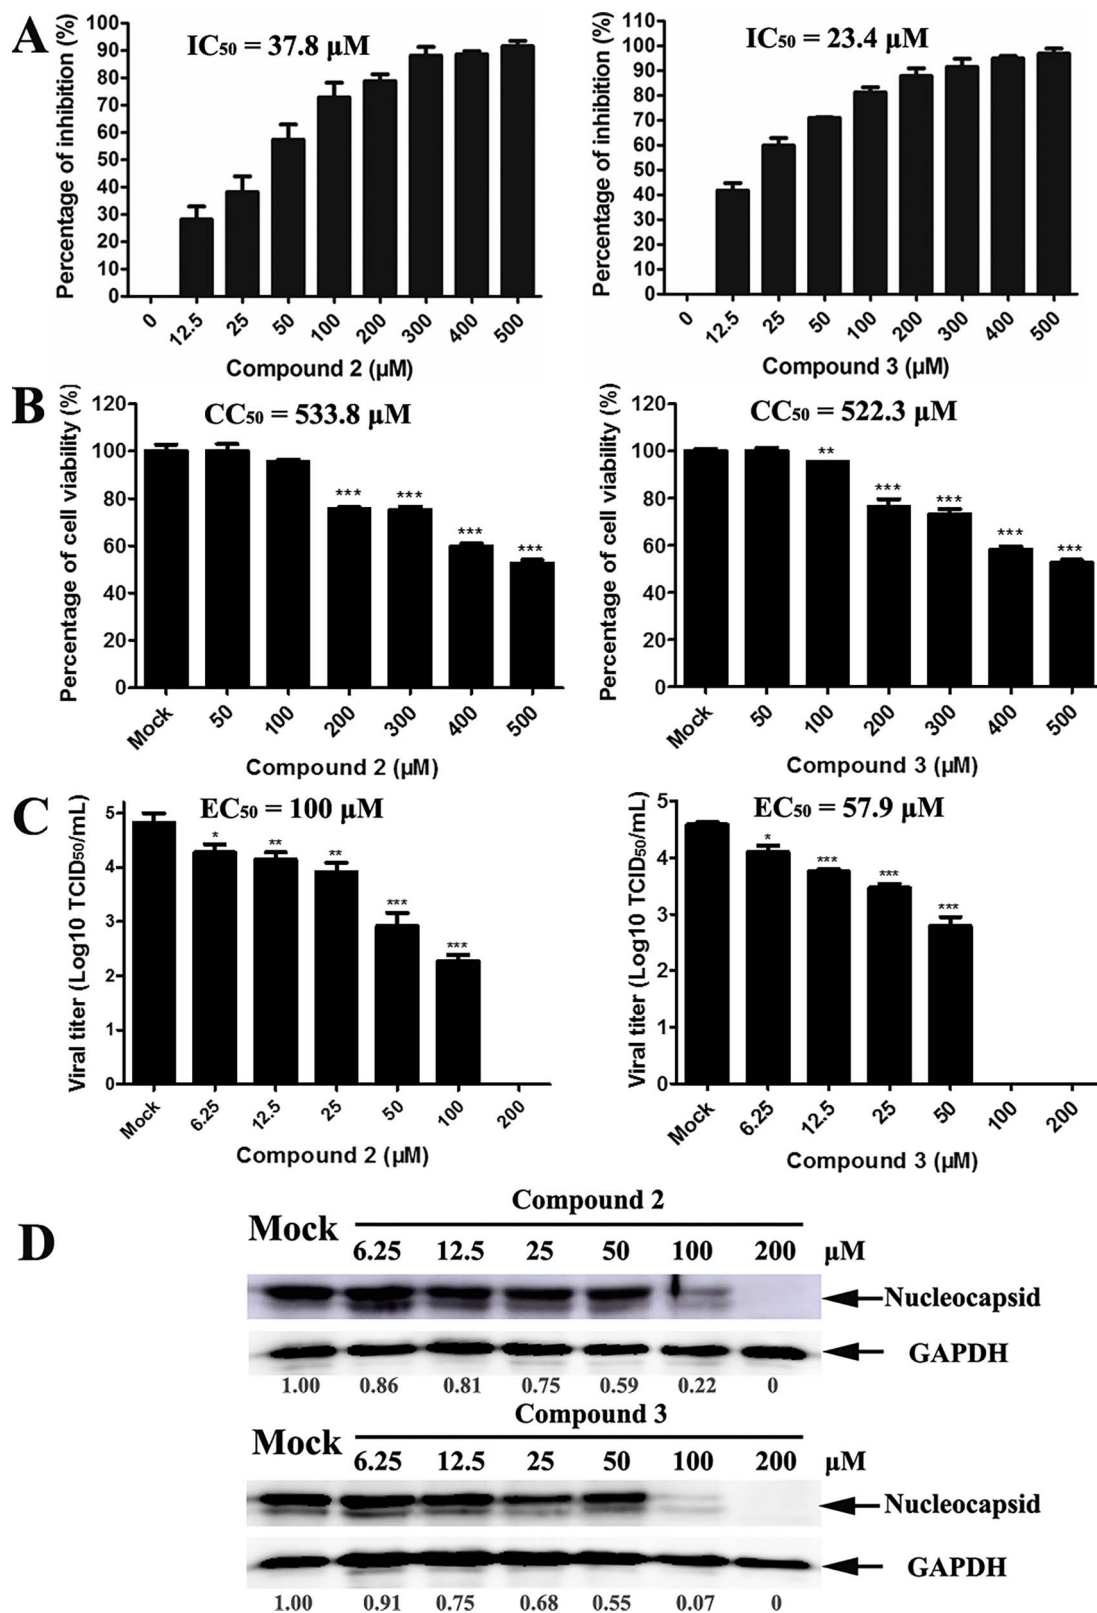 A
Percentage of inhibition (%)
IC50 = 37.8 µM
100
90
80
70
60
50
40
30
20
10
0
0 12.5 25 50 100 200 300 400 500
Compound 2 (µM)
Percentage of inhibition (%)
IC50 = 23.4 µM
110
100
90
80
70
60
50
40
30
20
10
0
0 12.5 25 50 100 200 300 400 500
Compound 3 (µM)
B
Percentage of cell viability (%)
CC50 = 533.8 µM
120
100
80
60
40
20
0
*** *** *** ***
Mock 50 100 200 300 400 500
Compound 2 (µM)
Percentage of cell viability (%)
CC50 = 522.3 µM
120
100
80
60
40
20
0
** *** *** *** ***
Mock 50 100 200 300 400 500
Compound 3 (µM)
C
Viral titer (Log10 TCID50/mL)
EC50 = 100 µM
5
4
3
2
1
0
* ** ** *** ***
Mock 6.25 12.5 25 50 100 200
Compound 2 (µM)
Viral titer (Log10 TCID50/mL)
EC50 = 57.9 µM
5
4
3
2
1
0
* *** *** ***
Mock 6.25 12.5 25 50 100 200
Compound 3 (µM)
D
Compound 2
Mock
6.25 12.5 25 50 100 200 µM
Nucleocapsid
GAPDH
1.00 0.86 0.81 0.75 0.59 0.22 0
Compound 3
Mock
6.25 12.5 25 50 100 200 µM
Nucleocapsid
GAPDH
1.00 0.91 0.75 0.68 0.55 0.07 0